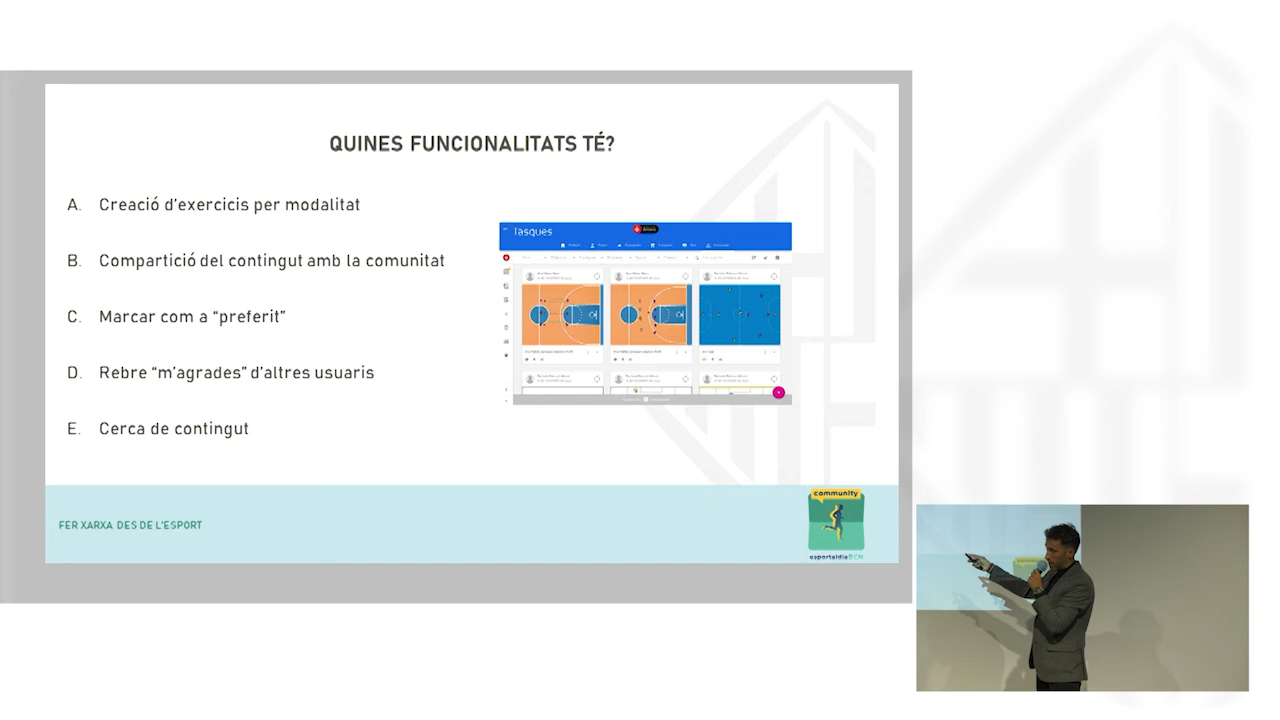 QUINES FUNCIONALITATS TÉ?
A. Creació d'exercicis per modalitat
B. Compartició del contingut amb la comunitat
C. Marcar com a “preferit”
D. Rebre “m'agrades” d'altres usuaris
E. Cerca de contingut
Tasques
FER XARXA DES DE L'ESPORT
community
esportaldiaBCN